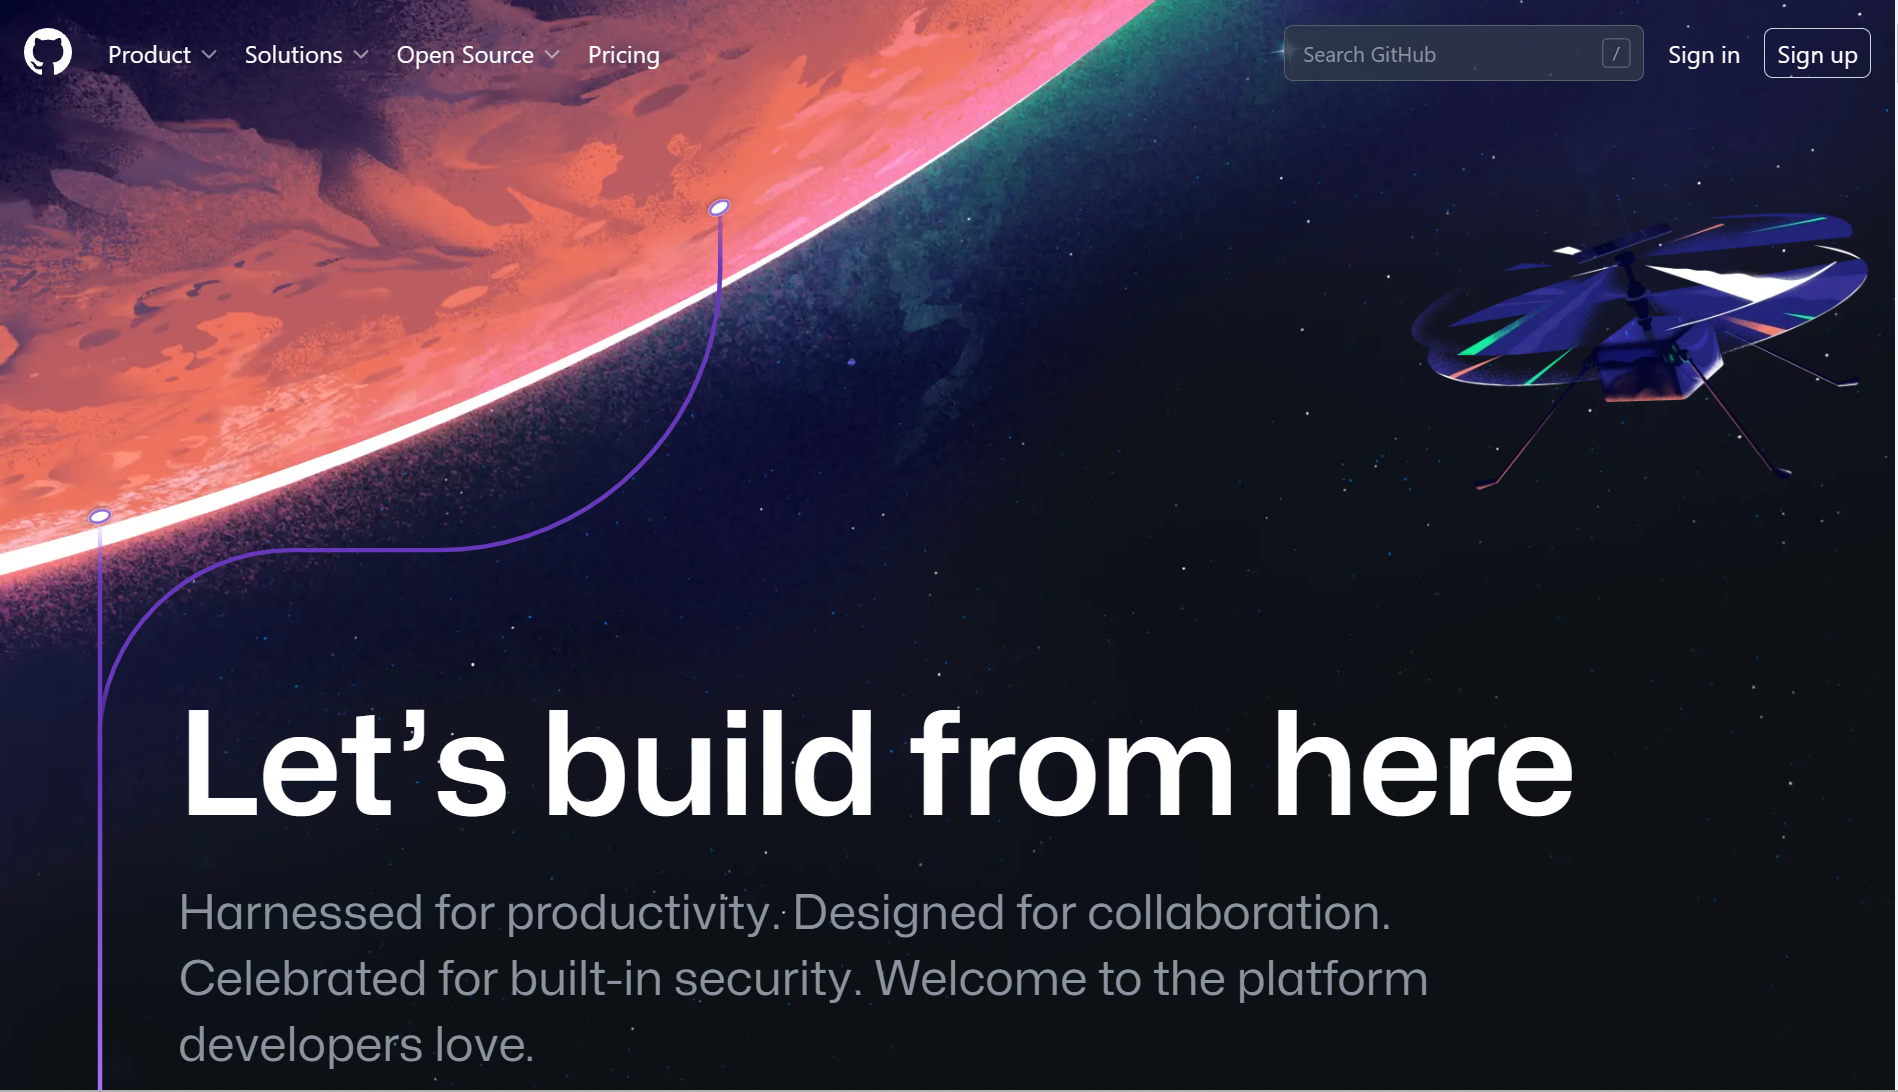 Product Solutions Open Source Pricing Search GitHub / Sign in Sign up
Let’s build from here
Harnessed for productivity. Designed for collaboration.
Celebrated for built-in security. Welcome to the platform
developers love.